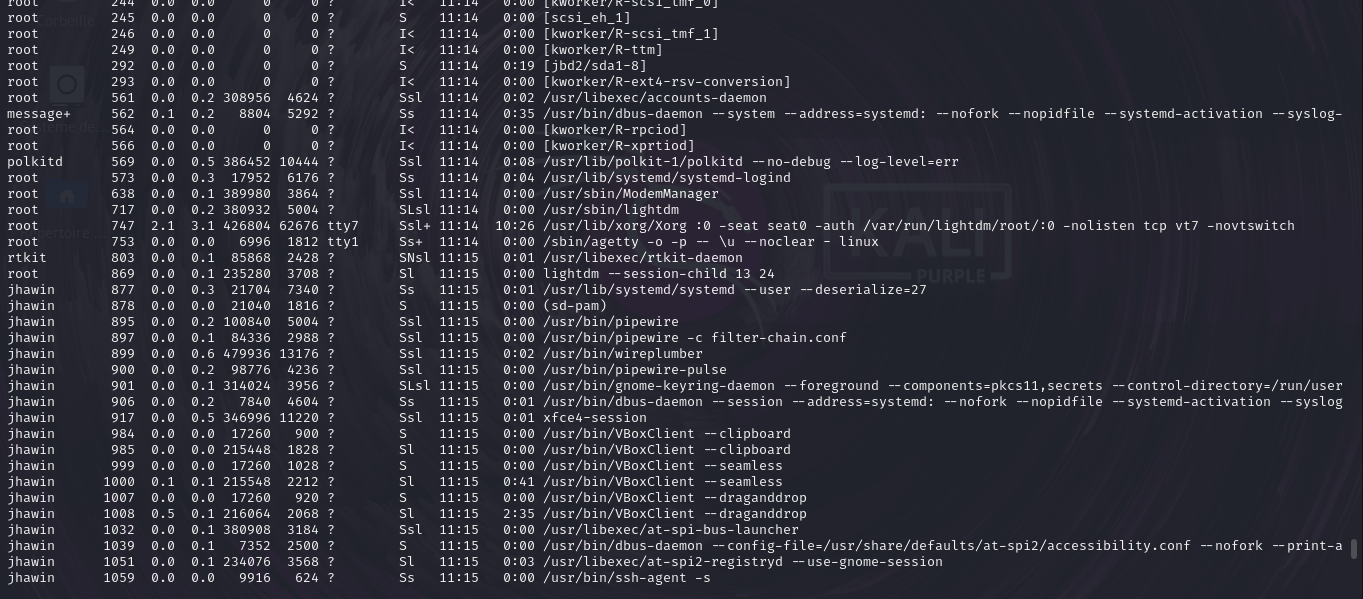 root 244 0.0 0.0 0 0 ? I< 11:14 0:00 [kworker/R-scsi_tmf_0]
root 245 0.0 0.0 0 0 ? S 11:14 0:00 [scsi_eh_1]
root 246 0.0 0.0 0 0 ? I< 11:14 0:00 [kworker/R-scsi_tmf_1]
root 249 0.0 0.0 0 0 ? I< 11:14 0:00 [kworker/R-ttm]
root 292 0.0 0.0 0 0 ? S 11:14 0:19 [jbd2/sda1-8]
root 293 0.0 0.0 0 0 ? I< 11:14 0:00 [kworker/R-ext4-rsv-conversion]
root 561 0.0 0.2 308956 4624 ? Ssl 11:14 0:02 /usr/libexec/accounts-daemon
message+ 562 0.1 0.2 8804 5292 ? Ss 11:14 0:35 /usr/bin/dbus-daemon --system --address=systemd: --nofork --nopidfile --systemd-activation --syslog-
root 564 0.0 0.0 0 0 ? I< 11:14 0:00 [kworker/R-rpciod]
root 566 0.0 0.0 0 0 ? I< 11:14 0:00 [kworker/R-xprtiod]
polkitd 569 0.0 0.5 386452 10444 ? Ssl 11:14 0:08 /usr/lib/polkit-1/polkitd --no-debug --log-level=err
root 573 0.0 0.3 17952 6176 ? Ss 11:14 0:04 /usr/lib/systemd/systemd-logind
root 638 0.0 0.1 389980 3864 ? Ssl 11:14 0:00 /usr/sbin/ModemManager
root 717 0.0 0.2 380932 5004 ? SLsl 11:14 0:00 /usr/sbin/lightdm
root 747 2.1 3.1 426804 62676 tty7 Ssl+ 11:14 10:26 /usr/lib/xorg/Xorg :0 -seat seat0 -auth /var/run/lightdm/root/:0 -nolisten tcp vt7 -novtswitch
root 753 0.0 0.0 6996 1812 tty1 Ss+ 11:14 0:00 /sbin/agetty -o -p -- \u --noclear - linux
rtkit 803 0.0 0.1 85868 2428 ? SNsl 11:14 0:01 /usr/libexec/rtkit-daemon
root 869 0.0 0.1 235280 3708 ? Sl 11:15 0:00 lightdm --session-child 13 24
jhawin 877 0.0 0.3 21704 7340 ? Ss 11:15 0:01 /usr/lib/systemd/systemd --user --deserialize=27
jhawin 878 0.0 0.0 21040 1816 ? S 11:15 0:00 (sd-pam)
jhawin 895 0.0 0.2 100840 5004 ? Ssl 11:15 0:00 /usr/bin/pipewire
jhawin 897 0.0 0.1 84336 2988 ? Ssl 11:15 0:00 /usr/bin/pipewire -c filter-chain.conf
jhawin 899 0.0 0.6 479936 13176 ? Ssl 11:15 0:02 /usr/bin/wireplumber
jhawin 900 0.0 0.2 98776 4236 ? Ssl 11:15 0:00 /usr/bin/pipewire-pulse
jhawin 901 0.0 0.1 314024 3956 ? SLsl 11:15 0:00 /usr/bin/gnome-keyring-daemon --foreground --components=pkcs11,secrets --control-directory=/run/user
jhawin 906 0.0 0.2 7840 4604 ? Ss 11:15 0:01 /usr/bin/dbus-daemon --session --address=systemd: --nofork --nopidfile --systemd-activation --syslog
jhawin 917 0.0 0.5 346996 11220 ? Ssl 11:15 0:01 xfce4-session
jhawin 984 0.0 0.0 17260 900 ? S 11:15 0:00 /usr/bin/VBoxClient --clipboard
jhawin 985 0.0 0.0 215448 1828 ? Sl 11:15 0:00 /usr/bin/VBoxClient --clipboard
jhawin 999 0.0 0.0 17260 1028 ? S 11:15 0:00 /usr/bin/VBoxClient --seamless
jhawin 1000 0.1 0.1 215548 2212 ? Sl 11:15 0:41 /usr/bin/VBoxClient --seamless
jhawin 1007 0.0 0.0 17260 920 ? S 11:15 0:00 /usr/bin/VBoxClient --draganddrop
jhawin 1008 0.5 0.1 216064 2068 ? Sl 11:15 2:35 /usr/bin/VBoxClient --draganddrop
jhawin 1032 0.0 0.1 380908 3184 ? Ssl 11:15 0:00 /usr/libexec/at-spi-bus-launcher
jhawin 1039 0.0 0.1 7352 2500 ? S 11:15 0:00 /usr/bin/dbus-daemon --config-file=/usr/share/defaults/at-spi2/accessibility.conf --nofork --print-a
jhawin 1051 0.0 0.1 234076 3568 ? Sl 11:15 0:03 /usr/libexec/at-spi2-registryd --use-gnome-session
jhawin 1059 0.0 0.0 9916 624 ? Ss 11:15 0:00 /usr/bin/ssh-agent -s
KALI
PURPLE